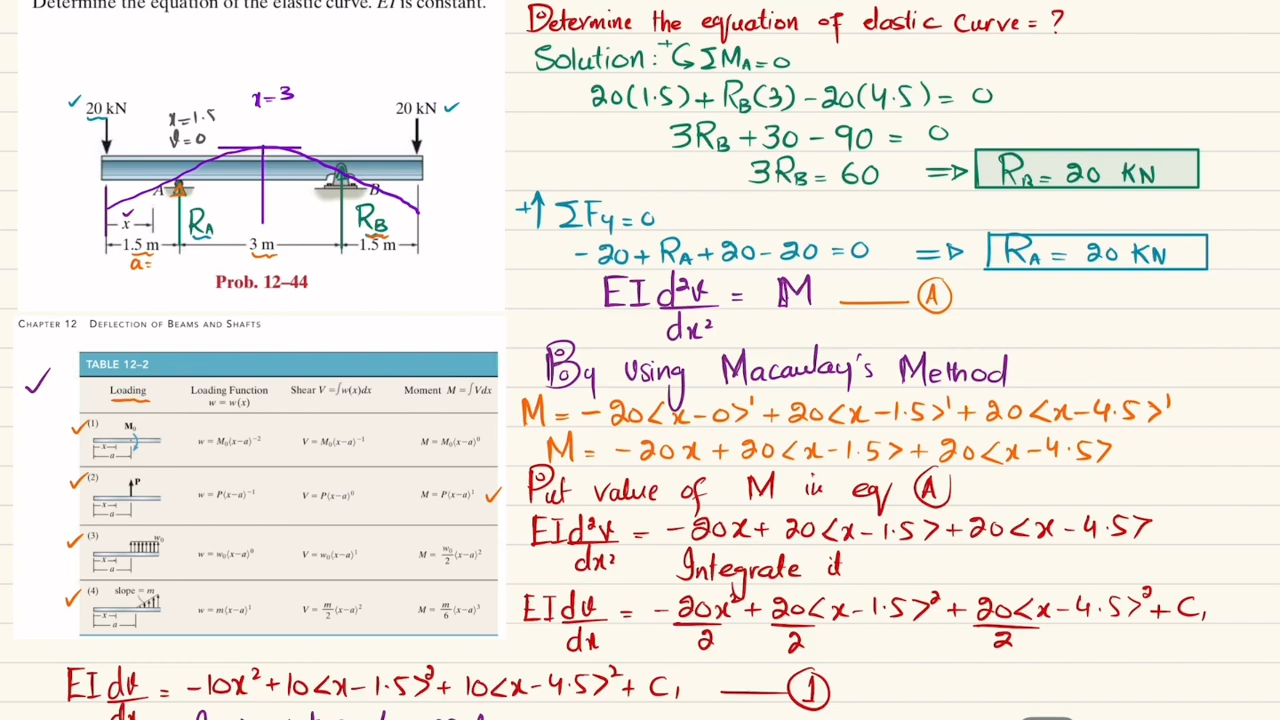 Determine the equation of the elastic curve. EI is constant.
20 kN
20 kN
x=3
x=1.5
v=0
A
B
x
RA
RB
1.5 m
3 m
1.5 m
a=
Prob. 12–44
CHAPTER 12 DEFLECTION OF BEAMS AND SHAFTS
TABLE 12–2
Loading
Loading Function w = w(x)
Shear V = ∫w(x)dx
Moment M = ∫Vdx
(1) M₀ x a w = M₀⟨x−a⟩⁻² V = M₀⟨x−a⟩⁻¹ M = M₀⟨x−a⟩⁰
(2) P x a w = P⟨x−a⟩⁻¹ V = P⟨x−a⟩⁰ M = P⟨x−a⟩¹
(3) w₀ x a w = w₀⟨x−a⟩⁰ V = w₀⟨x−a⟩¹ M = w₀/2⟨x−a⟩²
(4) slope = m x a w = m⟨x−a⟩¹ V = m/2⟨x−a⟩² M = m/6⟨x−a⟩³
Determine the equation of elastic Curve = ?
Solution: +↻ ΣMA=0
20(1.5) + RB(3) - 20(4.5) = 0
3RB + 30 - 90 = 0
3RB = 60 => RB = 20 KN
+↑ ΣFy = 0
-20 + RA + 20 - 20 = 0 => RA = 20 KN
EI d²v/dx² = M (A)
By using Macaulay's Method
M = -20<x-0>¹ + 20<x-1.5>¹ + 20<x-4.5>¹
M = -20x + 20<x-1.5> + 20<x-4.5>
Put value of M in eq (A)
EI d²v/dx² = -20x + 20<x-1.5> + 20<x-4.5>
Integrate it
EI dv/dx = -20x²/2 + 20/2<x-1.5>² + 20<x-4.5>²/2 + C₁
EI dv/dx = -10x² + 10<x-1.5>² + 10<x-4.5>² + C₁ (1)